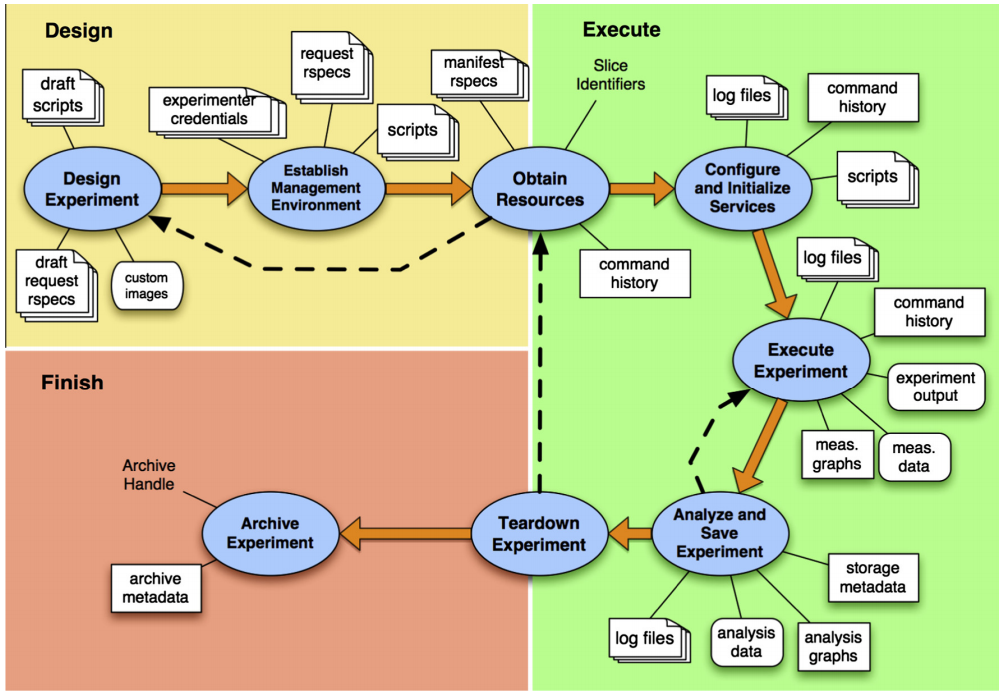 Design
draft
scripts
experimenter
credentials
request
rspecs
scripts
manifest
rspecs
Design
Experiment
Establish
Management
Environment
Obtain
Resources
draft
request
rspecs
custom
images
Execute
Slice
Identifiers
log files
command
history
Configure
and Initialize
Services
scripts
command
history
log files
command
history
Execute
Experiment
experiment
output
meas.
graphs
meas.
data
Analyze and
Save
Experiment
storage
metadata
log files
analysis
data
analysis
graphs
Finish
Teardown
Experiment
Archive
Handle
Archive
Experiment
archive
metadata